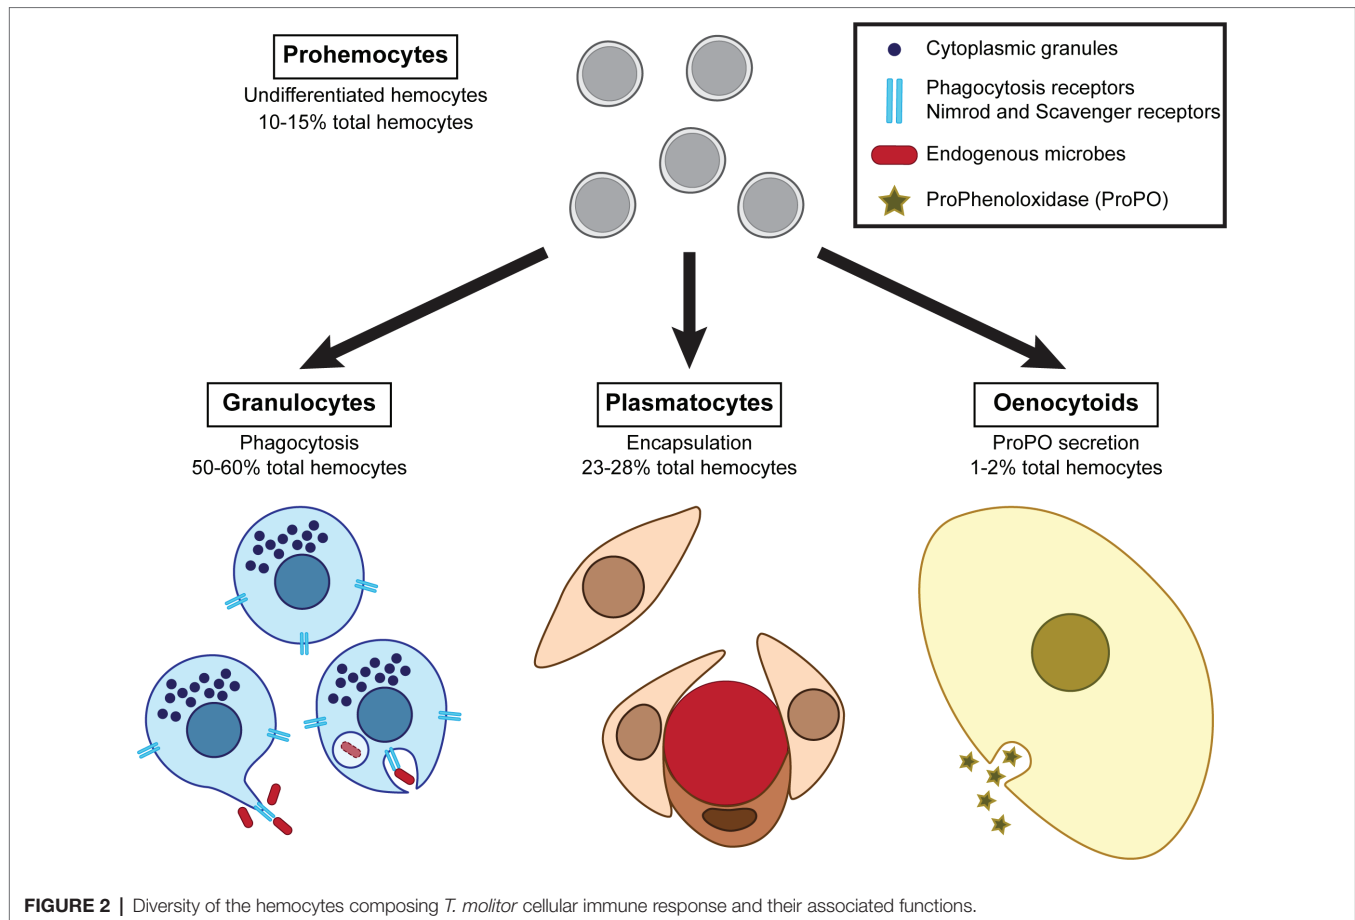 Prohemocytes
Undifferentiated hemocytes
10-15% total hemocytes
Cytoplasmic granules
Phagocytosis receptors
Nimrod and Scavenger receptors
Endogenous microbes
ProPhenoloxidase (ProPO)
Granulocytes
Phagocytosis
50-60% total hemocytes
Plasmatocytes
Encapsulation
23-28% total hemocytes
Oenocytoids
ProPO secretion
1-2% total hemocytes
FIGURE 2 | Diversity of the hemocytes composing T. molitor cellular immune response and their associated functions.